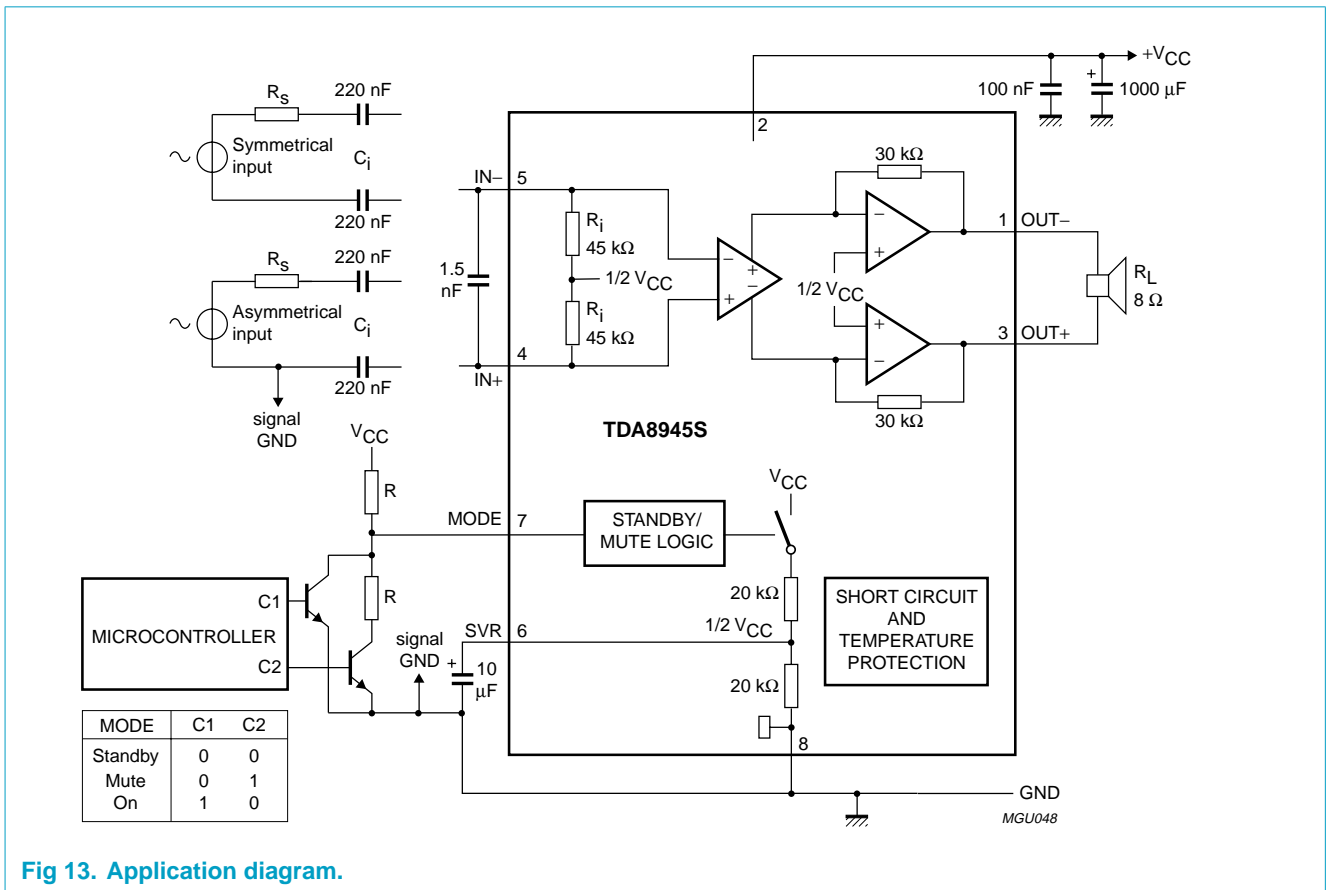 +VCC
220 nF
RS
100 nF
+
1000 μF
2
~
Symmetrical
input
Ci
30 kΩ
IN−
5
−
1
OUT−
220 nF
Ri
45 kΩ
−
+
+
220 nF
RS
1.5
nF
1/2 VCC
+
−
1/2 VCC
RL
8 Ω
~
Asymmetrical
input
Ci
Ri
45 kΩ
+
3
OUT+
4
−
220 nF
IN+
30 kΩ
signal
GND
TDA8945S
VCC
VCC
R
MODE
7
STANDBY/
MUTE LOGIC
R
20 kΩ
SHORT CIRCUIT
AND
TEMPERATURE
PROTECTION
C1
MICROCONTROLLER
signal
GND
SVR
6
1/2 VCC
C2
+
10
μF
20 kΩ
MODE C1 C2
Standby 0 0
Mute 0 1
On 1 0
8
GND
MGU048
Fig 13. Application diagram.